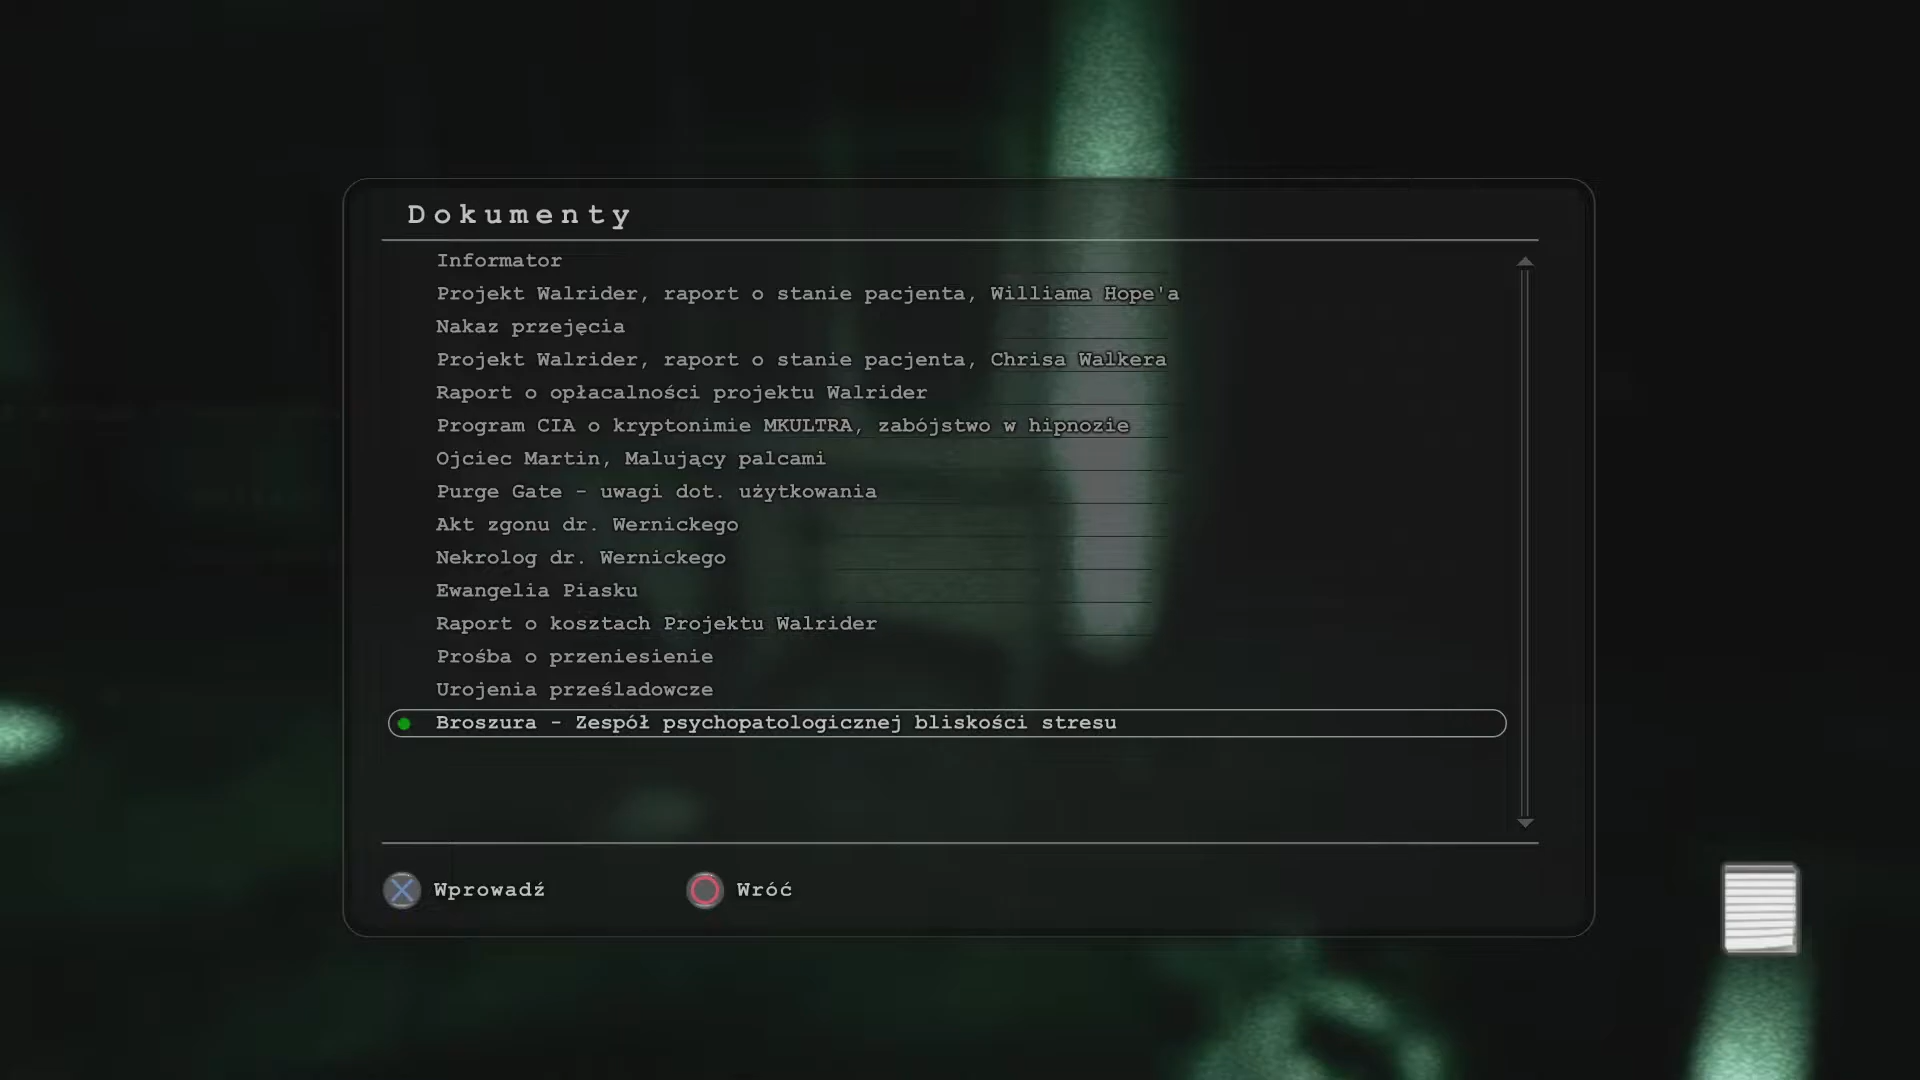 Dokumenty
Informator
Projekt Walrider, raport o stanie pacjenta, Williama Hope'a
Nakaz przejęcia
Projekt Walrider, raport o stanie pacjenta, Chrisa Walkera
Raport o opłacalności projektu Walrider
Program CIA o kryptonimie MKULTRA, zabójstwo w hipnozie
Ojciec Martin, Malujący palcami
Purge Gate - uwagi dot. użytkowania
Akt zgonu dr. Wernickego
Nekrolog dr. Wernickego
Ewangelia Piasku
Raport o kosztach Projektu Walrider
Prośba o przeniesienie
Urojenia prześladowcze
Broszura - Zespół psychopatologicznej bliskości stresu
Wprowadź Wróć